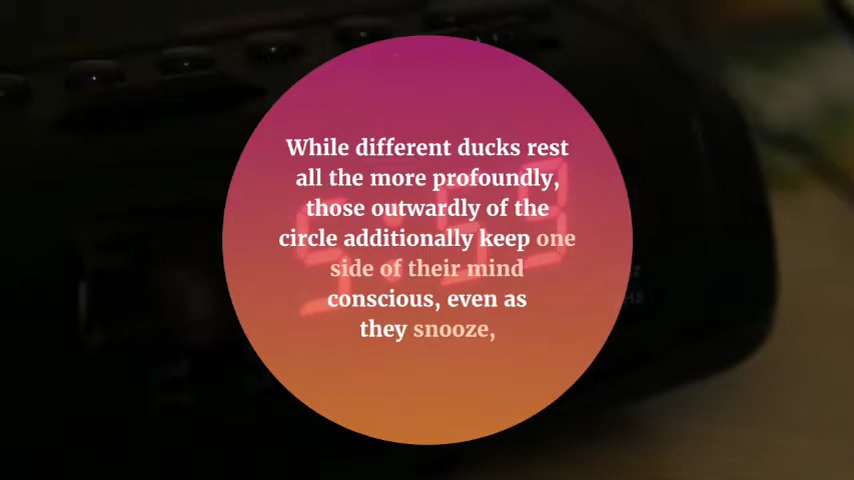 While different ducks rest
all the more profoundly,
those outwardly of the
circle additionally keep one
side of their mind
conscious, even as
they snooze,